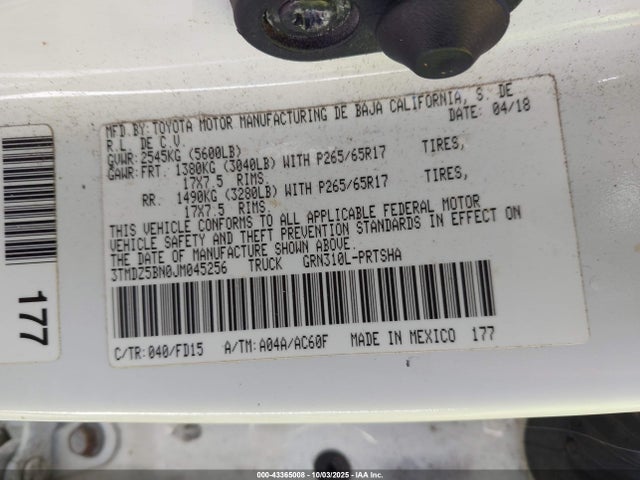 MFD.BY:TOYOTA MOTOR MANUFACTURING DE BAJA CALIFORNIA, S. DE
R.L. DE C.V. DATE: 04/18
GVWR: 2545KG (5600LB)
GAWR:FRT. 1380KG (3040LB) WITH P265/65R17 TIRES,
17X7.5 RIMS
RR. 1490KG (3280LB) WITH P265/65R17 TIRES,
17X7.5 RIMS
THIS VEHICLE CONFORMS TO ALL APPLICABLE FEDERAL MOTOR
VEHICLE SAFETY AND THEFT PREVENTION STANDARDS IN EFFECT ON
THE DATE OF MANUFACTURE SHOWN ABOVE.
3TMDZ5BN0JM045256 TRUCK GRN310L-PRTSHA
C/TR:040/FD15 A/TM:A04A/AC60F MADE IN MEXICO 177
177
000-43365008 - 10/03/2025 - IAA Inc.